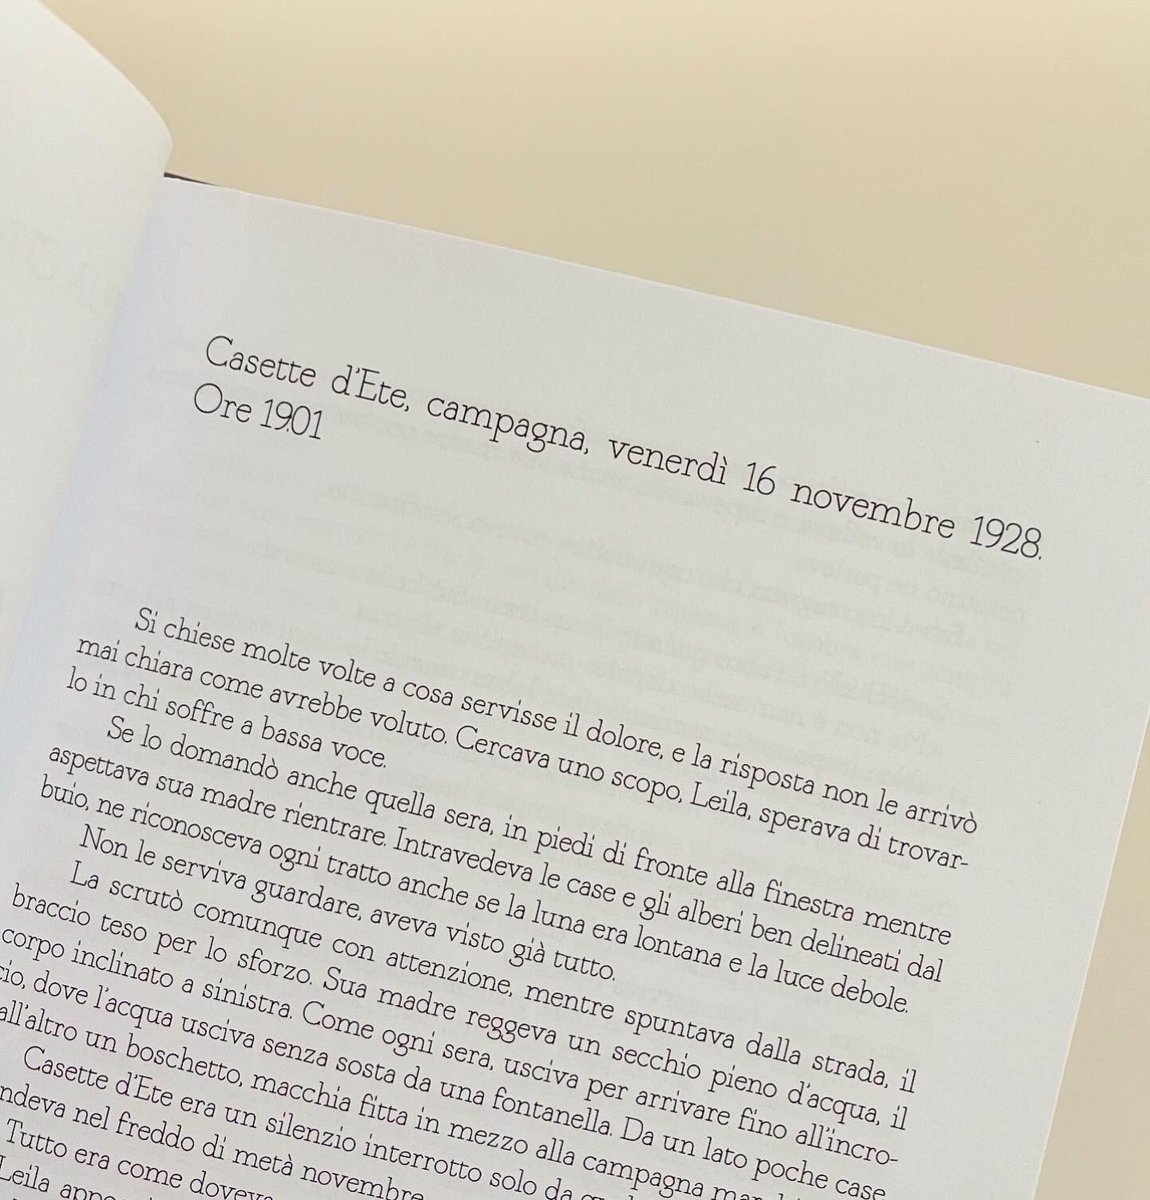 Casette d'Ete, campagna, venerdì 16 novembre 1928.
Ore 19.01
Si chiese molte volte a cosa servisse il dolore, e la risposta non le arrivò
mai chiara come avrebbe voluto. Cercava uno scopo, Leila, sperava di trovar-
lo in chi soffre a bassa voce.
Se lo domandò anche quella sera, in piedi di fronte alla finestra mentre
aspettava sua madre rientrare. Intravedeva le case e gli alberi ben delineati dal
buio, ne riconosceva ogni tratto anche se la luna era lontana e la luce debole.
Non le serviva guardare, aveva visto già tutto.
La scrutò comunque con attenzione, mentre spuntava dalla strada, il
braccio teso per lo sforzo. Sua madre reggeva un secchio pieno d'acqua, il
corpo inclinato a sinistra. Come ogni sera, usciva per arrivare fino all'incro-
cio, dove l'acqua usciva senza sosta da una fontanella. Da un lato poche case
all'altro un boschetto, macchia fitta in mezzo alla campagna
Casette d'Ete era un silenzio interrotto solo da
ndeva nel freddo di metà novembre
Tutto era come doveva
Leila